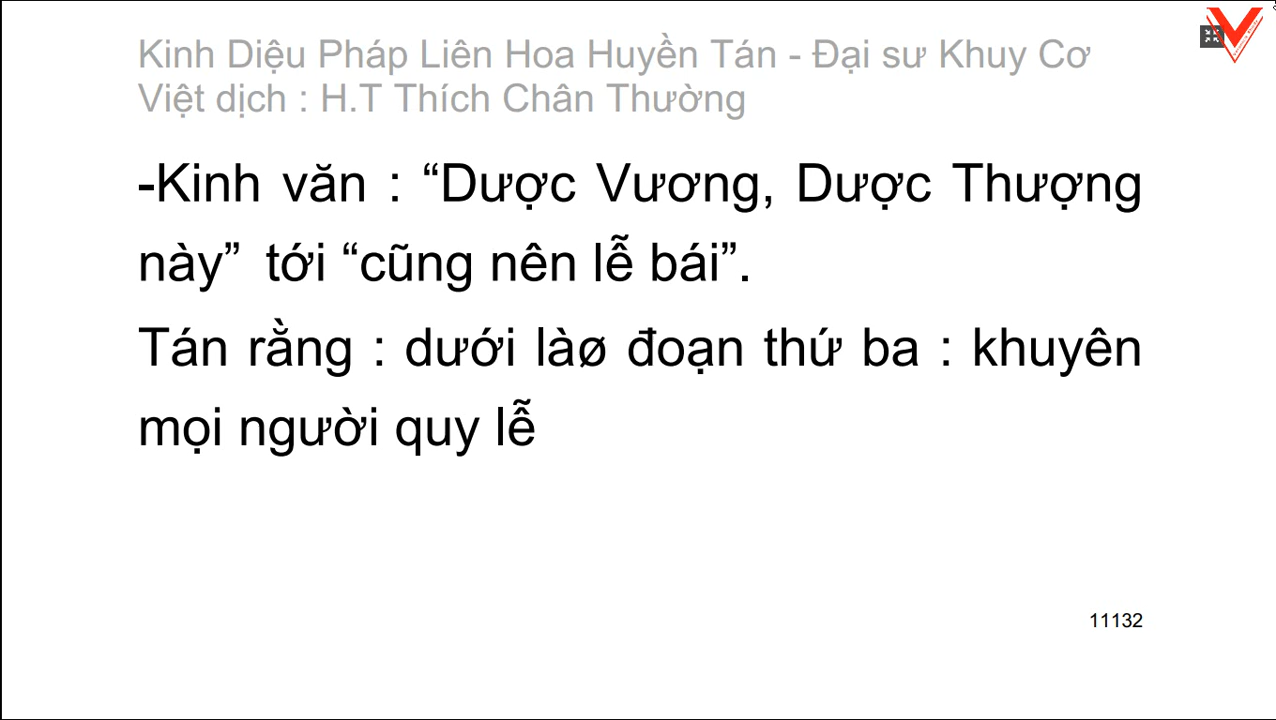 Kinh Diệu Pháp Liên Hoa Huyền Tán - Đại sư Khuy Cơ
Việt dịch : H.T Thích Chân Thường
-Kinh văn : “Dược Vương, Dược Thượng
này” tới “cũng nên lễ bái”.
Tán rằng : dưới làø đoạn thứ ba : khuyên
mọi người quy lễ
11132